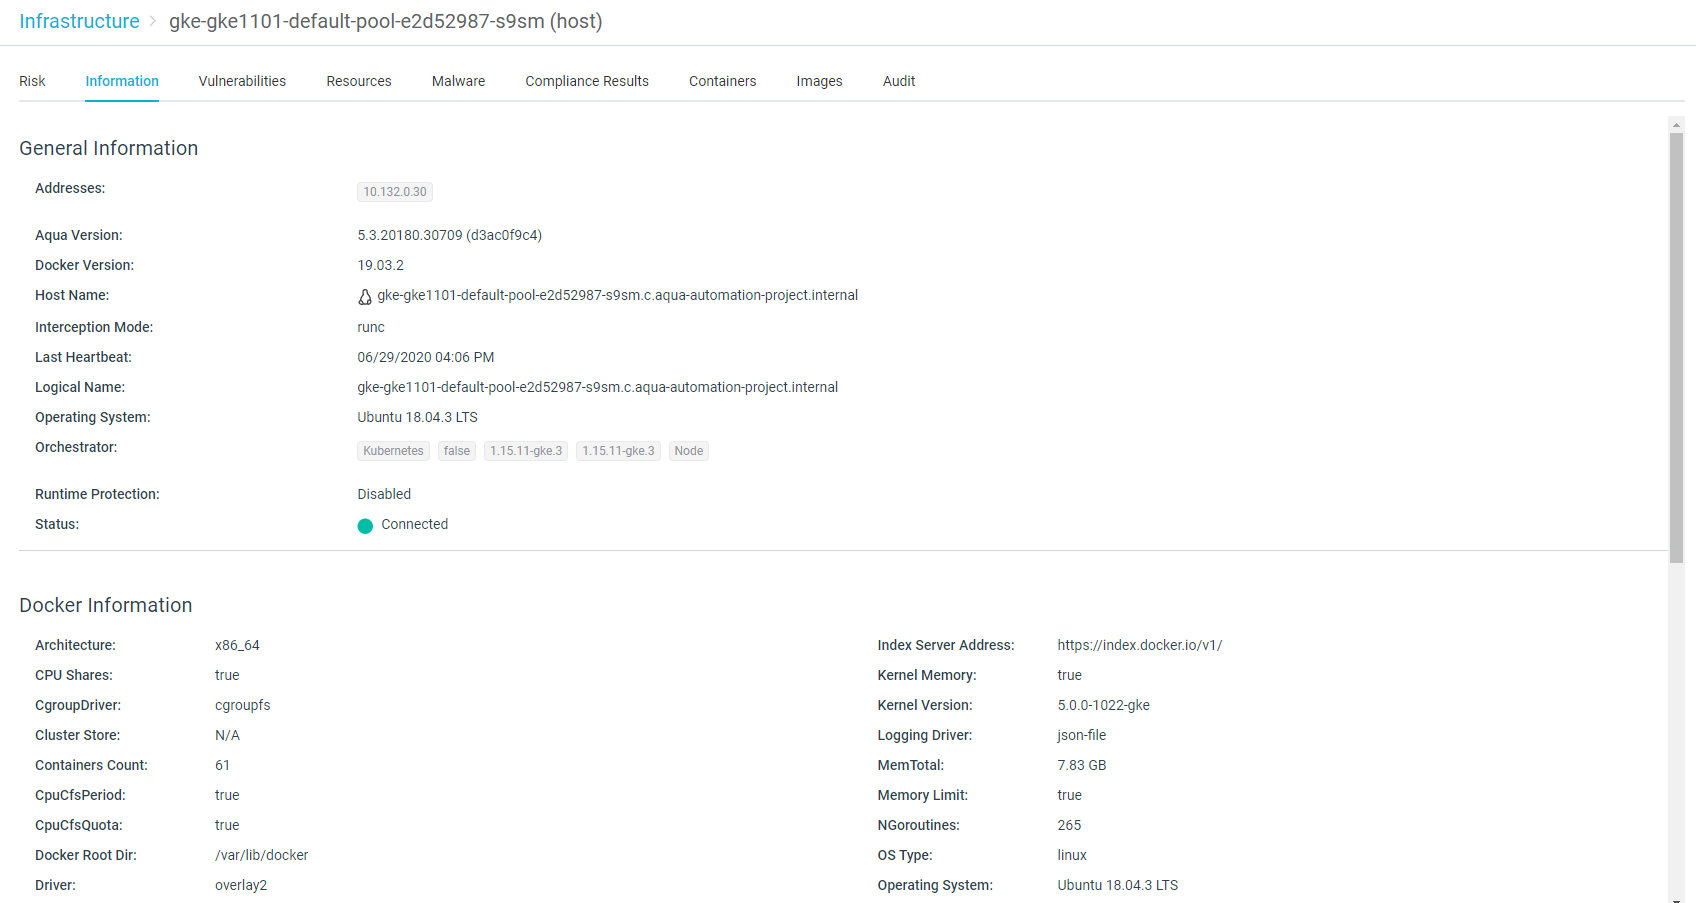 Infrastructure > gke-gke1101-default-pool-e2d52987-s9sm (host)
Risk Information Vulnerabilities Resources Malware Compliance Results Containers Images Audit
General Information
Addresses: 10.132.0.30
Aqua Version: 5.3.20180.30709 (d3ac0f9c4)
Docker Version: 19.03.2
Host Name: gke-gke1101-default-pool-e2d52987-s9sm.c.aqua-automation-project.internal
Interception Mode: runc
Last Heartbeat: 06/29/2020 04:06 PM
Logical Name: gke-gke1101-default-pool-e2d52987-s9sm.c.aqua-automation-project.internal
Operating System: Ubuntu 18.04.3 LTS
Orchestrator: Kubernetes false 1.15.11-gke.3 1.15.11-gke.3 Node
Runtime Protection: Disabled
Status: Connected
Docker Information
Architecture: x86_64
CPU Shares: true
CgroupDriver: cgroupfs
Cluster Store: N/A
Containers Count: 61
CpuCfsPeriod: true
CpuCfsQuota: true
Docker Root Dir: /var/lib/docker
Driver: overlay2
Index Server Address: https://index.docker.io/v1/
Kernel Memory: true
Kernel Version: 5.0.0-1022-gke
Logging Driver: json-file
MemTotal: 7.83 GB
Memory Limit: true
NGoroutines: 265
OS Type: linux
Operating System: Ubuntu 18.04.3 LTS